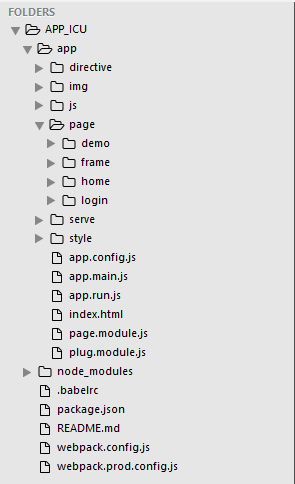 FOLDERS
APP_ICU
app
directive
img
js
page
demo
frame
home
login
serve
style
app.config.js
app.main.js
app.run.js
index.html
page.module.js
plug.module.js
node_modules
.babelrc
package.json
README.md
webpack.config.js
webpack.prod.config.js